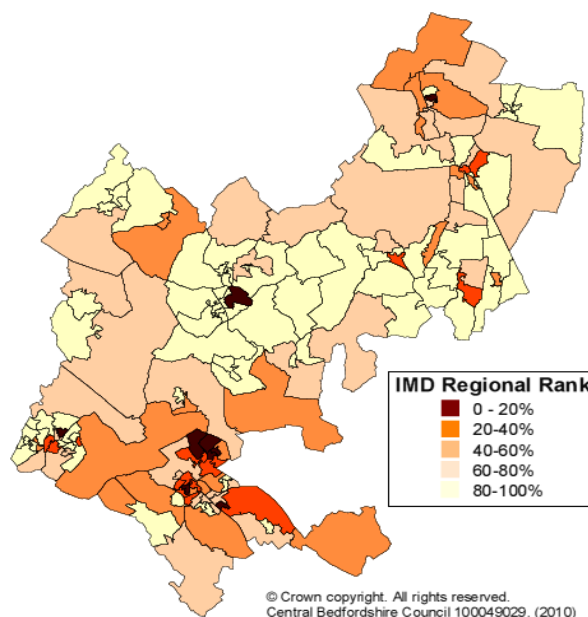 IMD Regional Rank
0 - 20%
20-40%
40-60%
60-80%
80-100%
© Crown copyright. All rights reserved.
Central Bedfordshire Council 100049029. (2010)